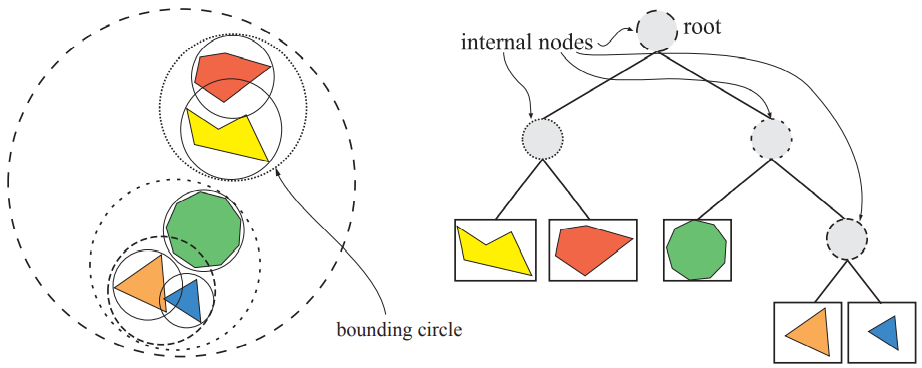 root
internal nodes
bounding circle